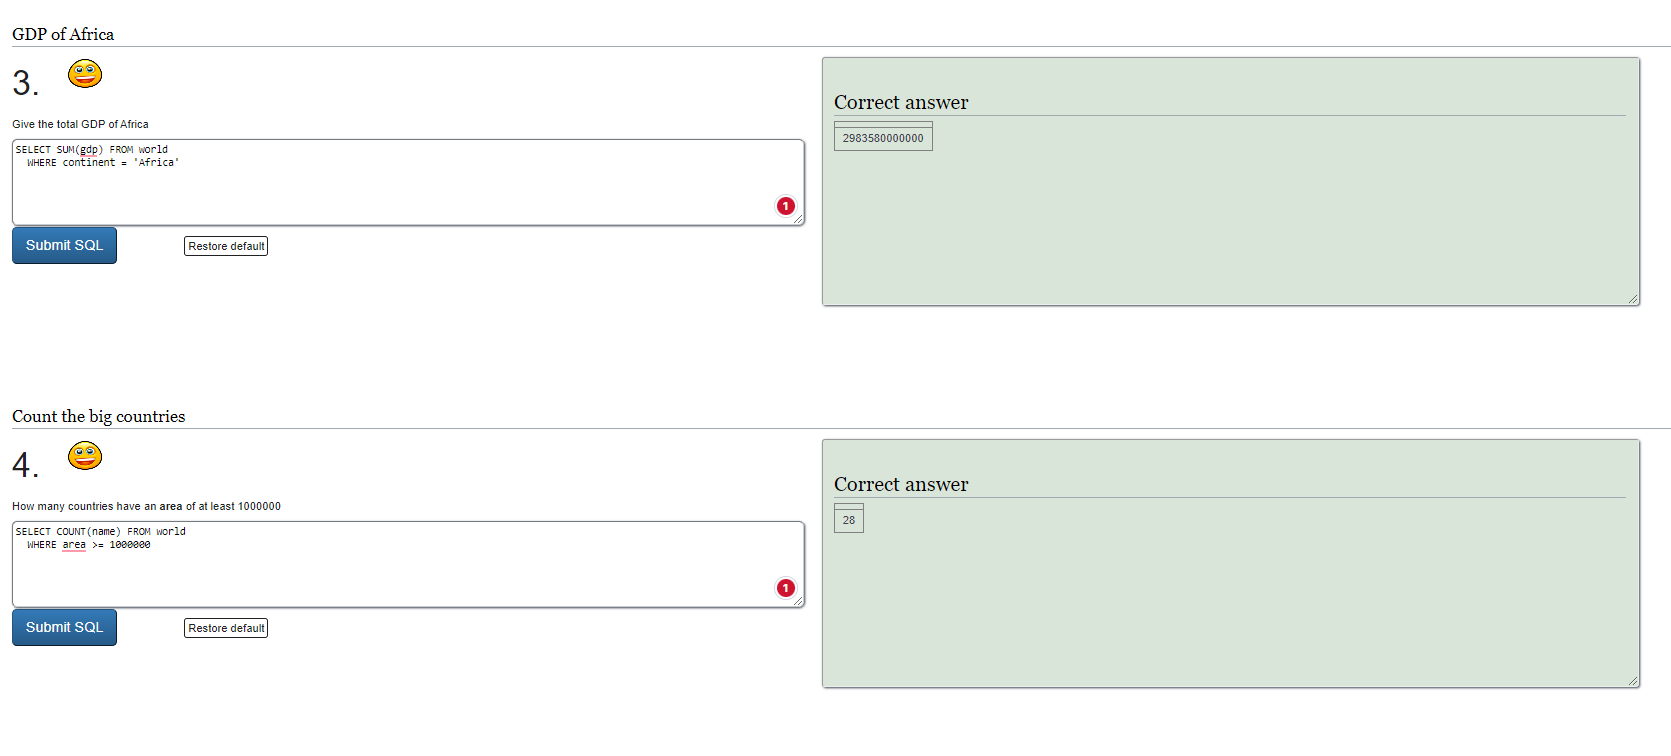 GDP of Africa
3.
Give the total GDP of Africa
SELECT SUM(gdp) FROM world
WHERE continent = 'Africa'
1
Submit SQL
Restore default
Correct answer
2983580000000
Count the big countries
4.
How many countries have an area of at least 1000000
SELECT COUNT(name) FROM world
WHERE area >= 1000000
1
Submit SQL
Restore default
Correct answer
28